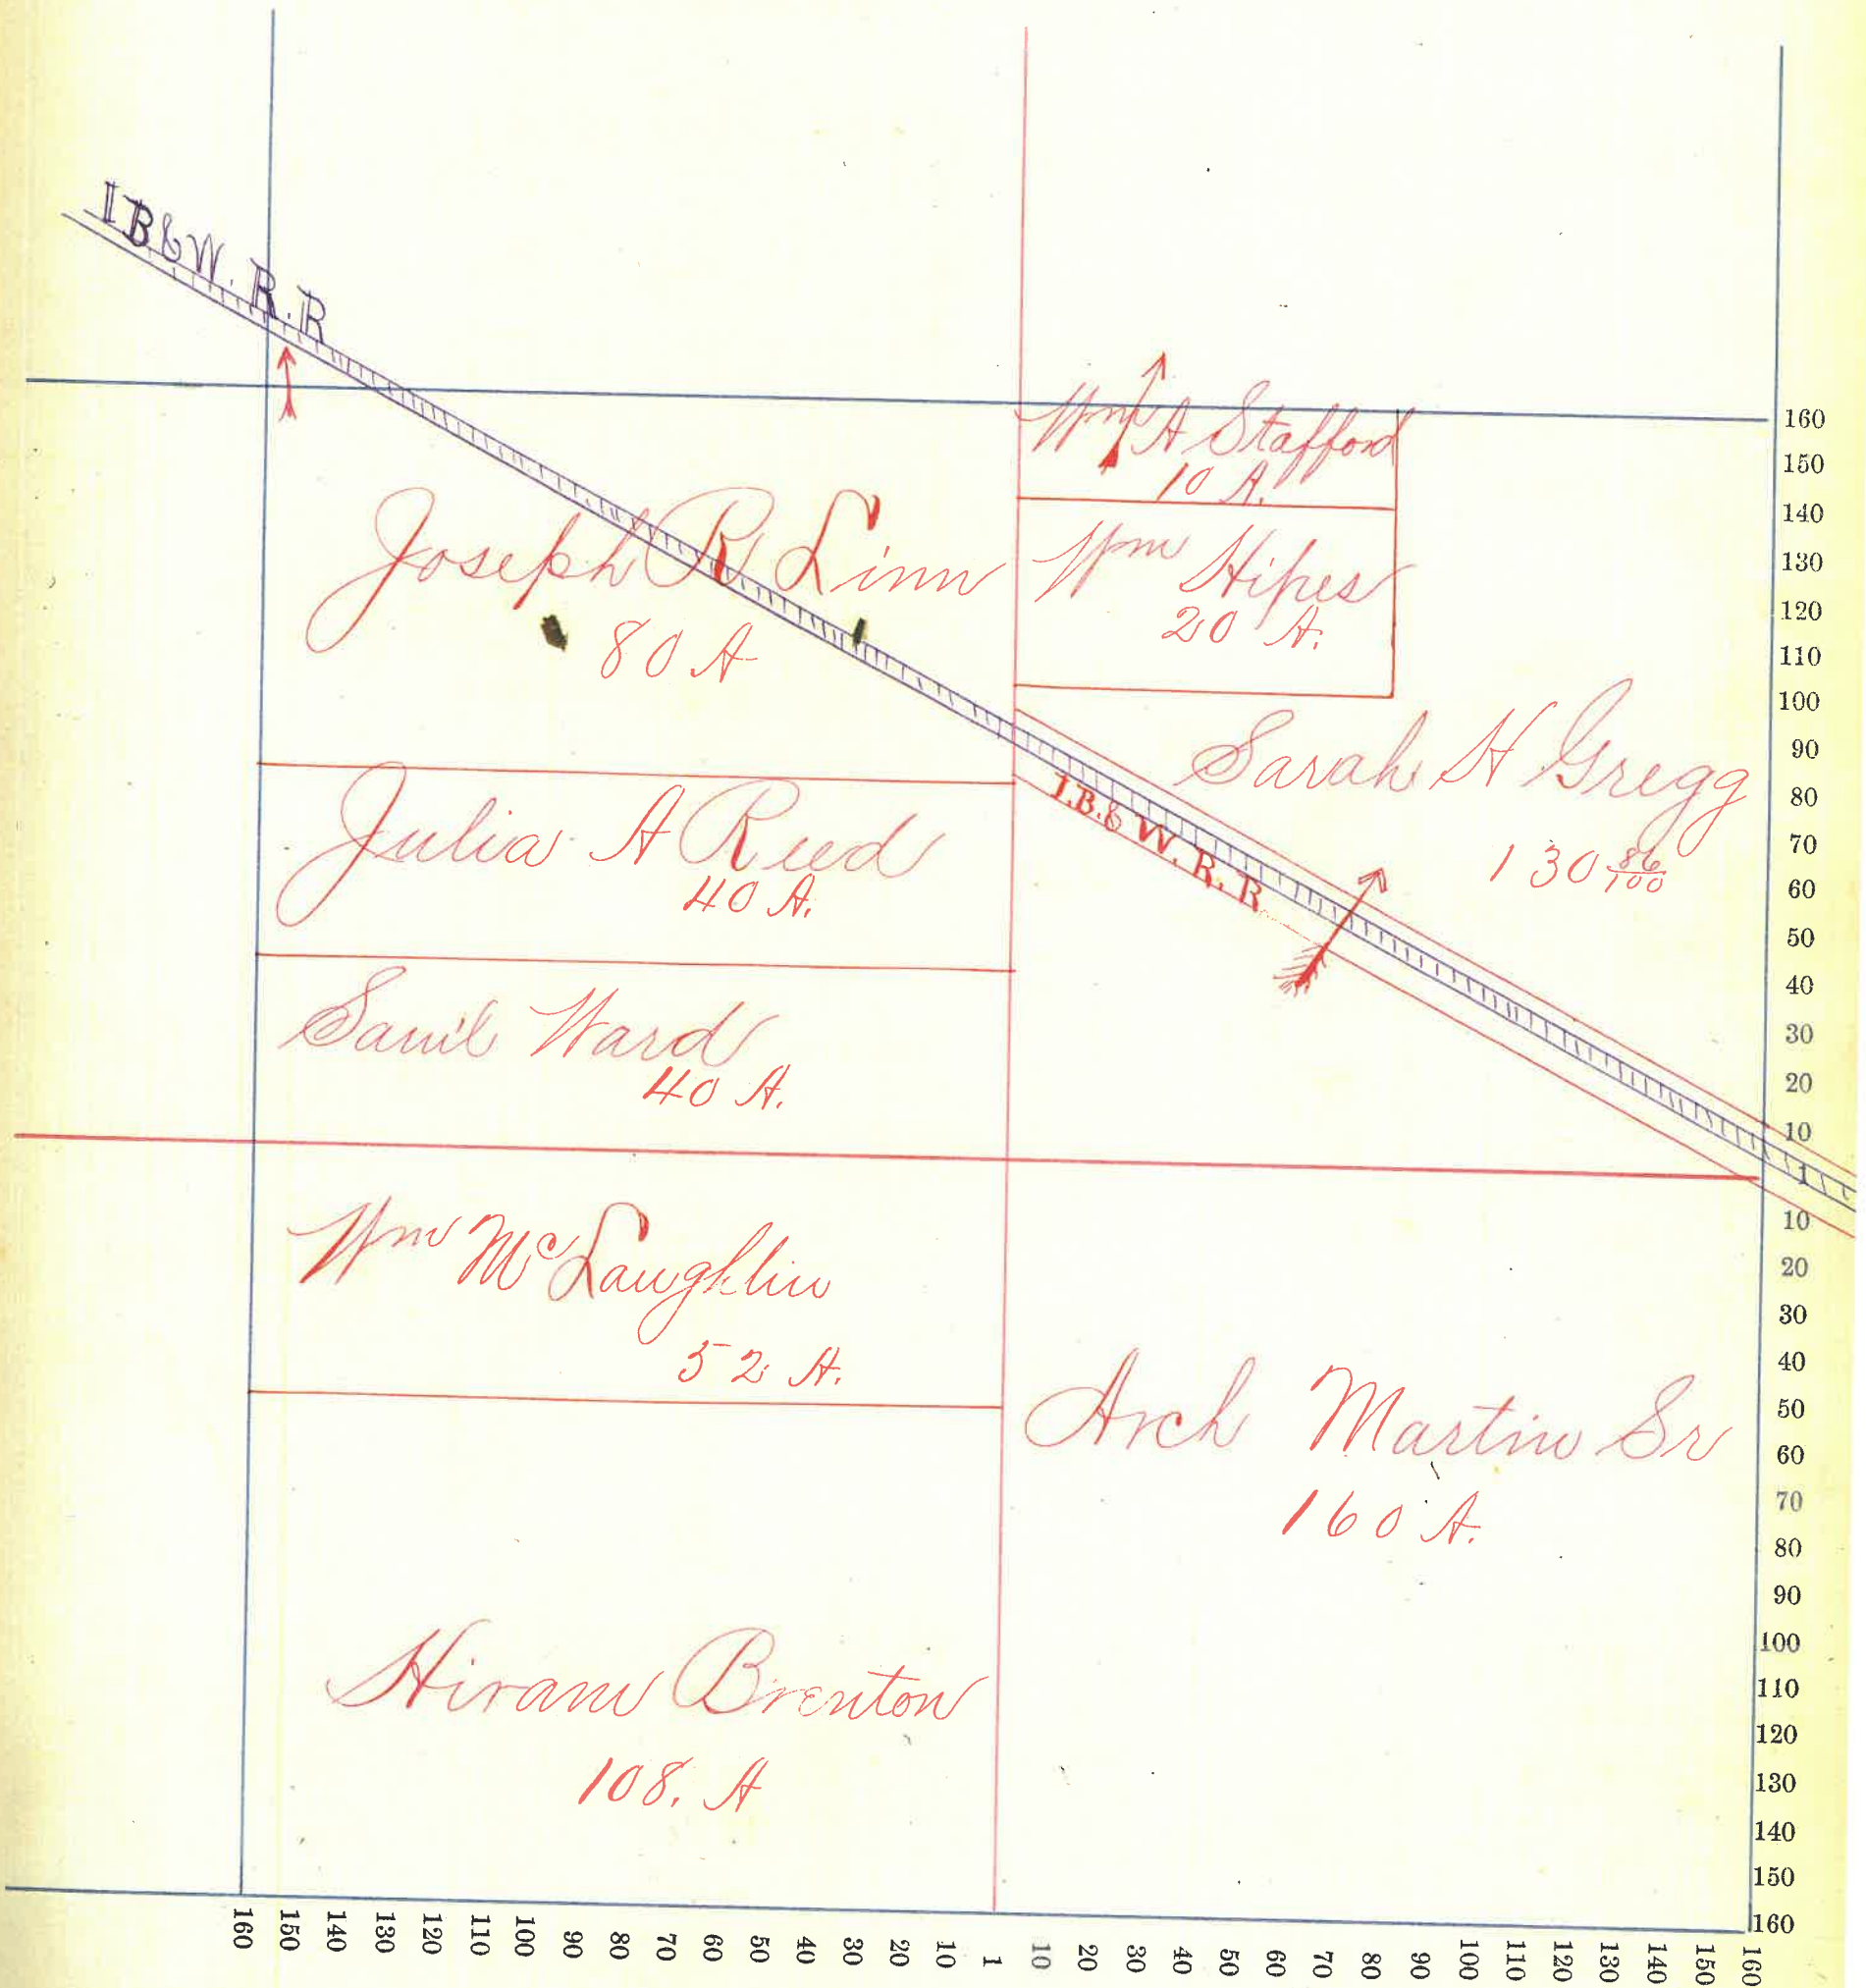 I B & W. R. R
Wm A Stafford
10 A.
Joseph R Linn
80 A
Wm Hipes
20 A.
Sarah H Gregg
130 86/100
I. B. & W. R. R
Julia A Reed
40 A.
Sam'l Ward
40 A.
Wm McLaughlin
52 A.
Arch Martin Sr
160 A.
Hiram Brenton
108. A
160
150
140
130
120
110
100
90
80
70
60
50
40
30
20
10
1
10
20
30
40
50
60
70
80
90
100
110
120
130
140
150
160
160 150 140 130 120 110 100 90 80 70 60 50 40 30 20 10 1 10 20 30 40 50 60 70 80 90 100 110 120 130 140 150 160